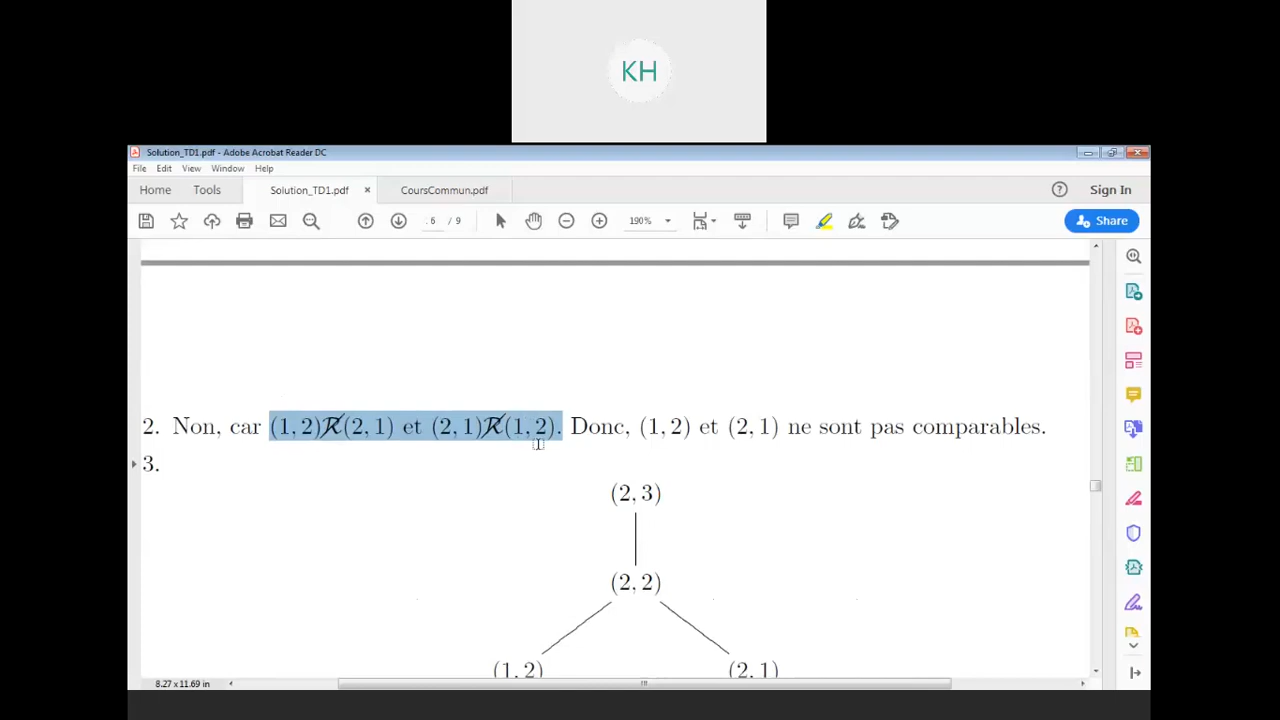 KH
Solution_TD1.pdf - Adobe Acrobat Reader DC
File Edit View Window Help
Home Tools Solution_TD1.pdf × CoursCommun.pdf Sign In
6 / 9 190% Share
2. Non, car (1, 2)R̸(2, 1) et (2, 1)R̸(1, 2). Donc, (1, 2) et (2, 1) ne sont pas comparables.
3.
(2, 3)
(2, 2)
(1, 2) (2, 1)
8.27 x 11.69 in